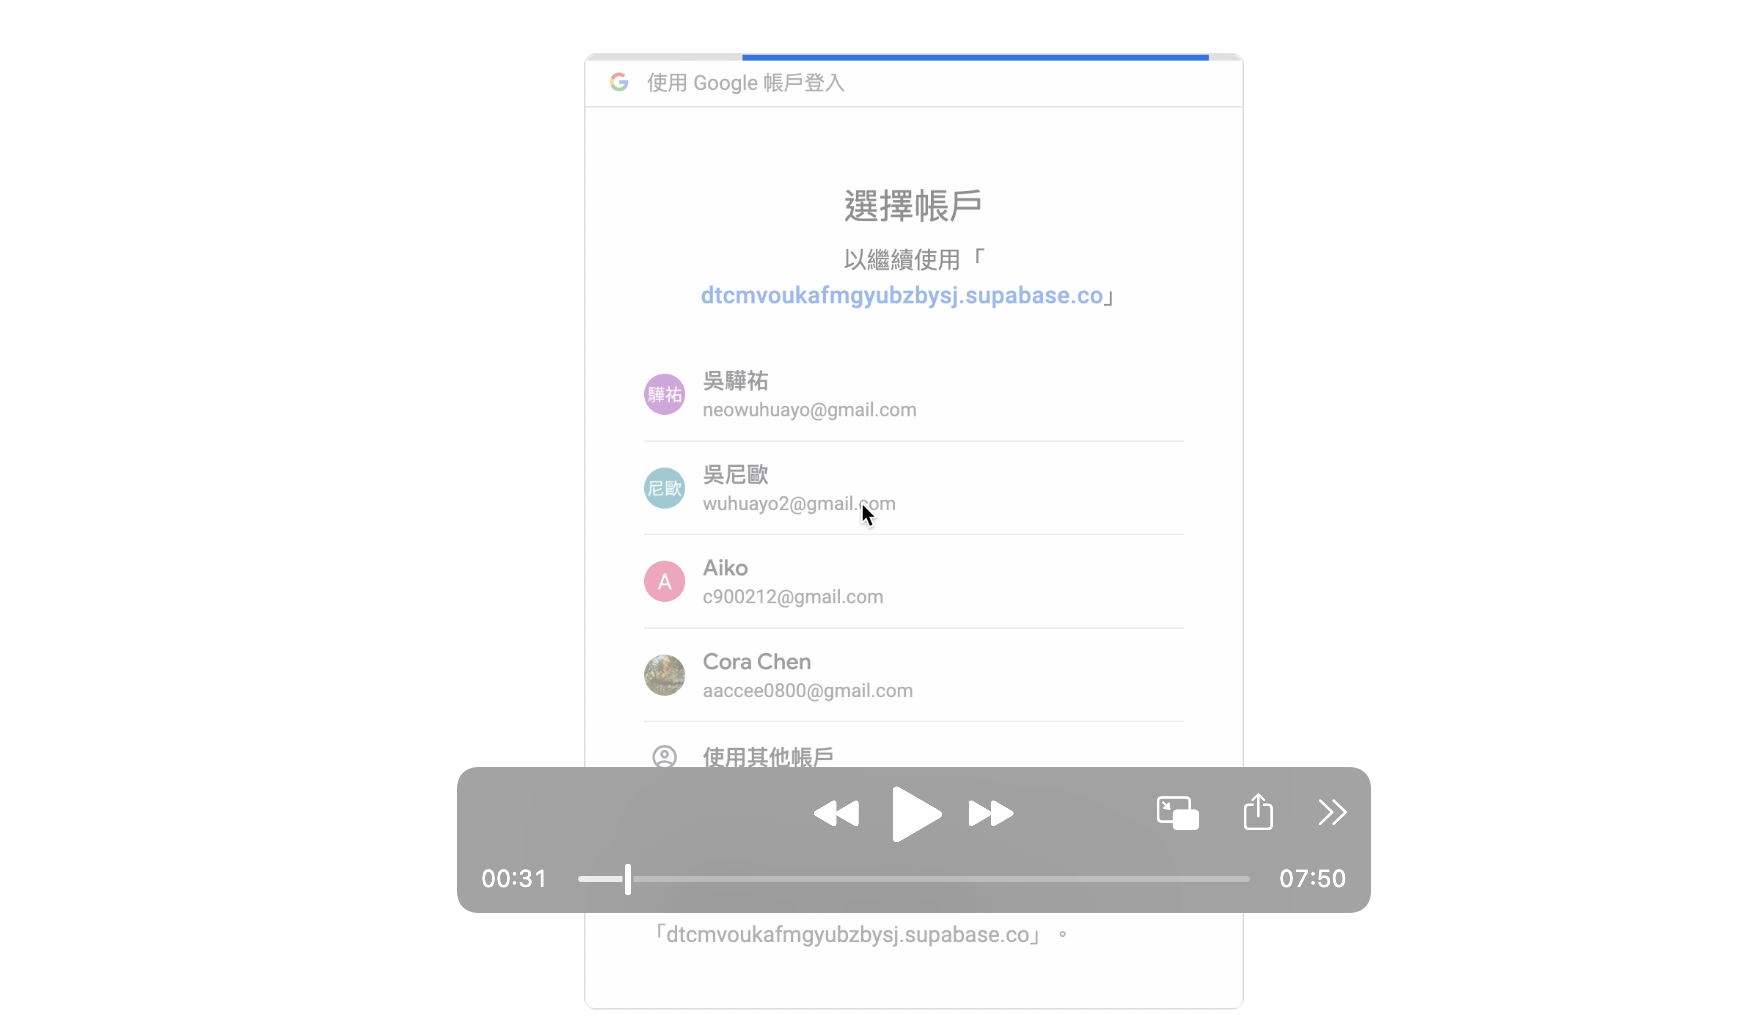 使用 Google 帳戶登入
選擇帳戶
以繼續使用「
dtcmvoukafmgyubzbysj.supabase.co」
驊祐
吳驊祐
neowuhuayo@gmail.com
尼歐
吳尼歐
wuhuayo2@gmail.com
A
Aiko
c900212@gmail.com
Cora Chen
aaccee0800@gmail.com
使用其他帳戶
00:31
07:50
「dtcmvoukafmgyubzbysj.supabase.co」。